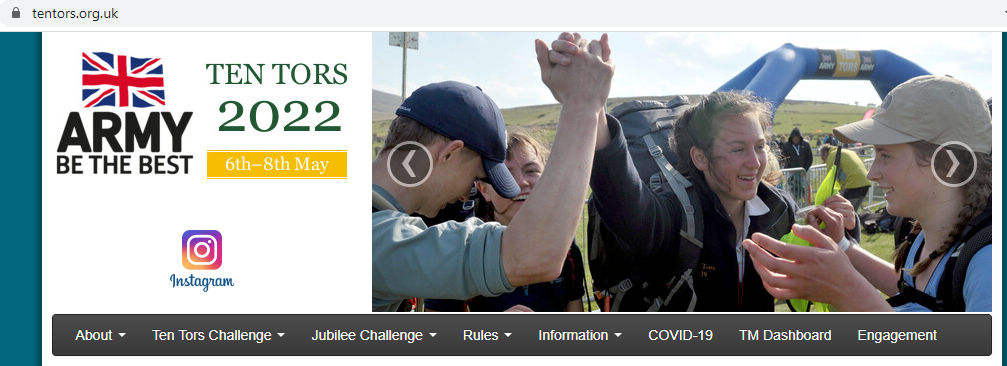 tentors.org.uk
ARMY
BE THE BEST
TEN TORS
2022
6th–8th May
Instagram
ARMY
TEN
TORS
ARMY
About
Ten Tors Challenge
Jubilee Challenge
Rules
Information
COVID-19
TM Dashboard
Engagement